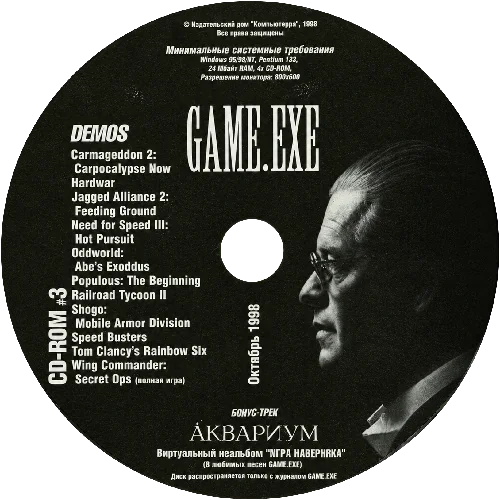 © Издательский дом "Компьютерра", 1998
Все права защищены
Минимальные системные требования
Windows 95/98/NT, Pentium 133,
24 Мбайт RAM, 4x CD-ROM,
Разрешение монитора: 800x600
GAME.EXE
DEMOS
Carmageddon 2:
Carpocalypse Now
Hardwar
Jagged Alliance 2:
Feeding Ground
Need for Speed III:
Hot Pursuit
Oddworld:
Abe's Exoddus
Populous: The Beginning
Railroad Tycoon II
Shogo:
Mobile Armor Division
Speed Busters
Tom Clancy's Rainbow Six
Wing Commander:
Secret Ops (полная игра)
CD-ROM #3
Октябрь 1998
БОНУС-ТРЕК
АКВАРИУМ
Виртуальный неальбом "ИГРА НАВЕРНЯКА"
(8 любимых песен GAME.EXE)
Диск распространяется только с журналом GAME.EXE